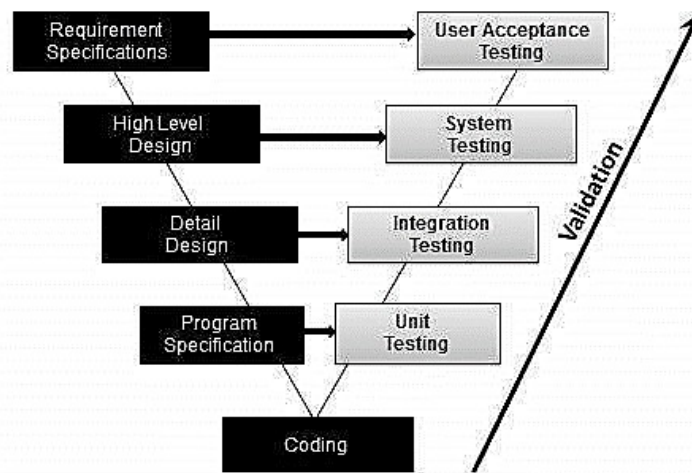 Requirement
Specifications
User Acceptance
Testing
High Level
Design
System
Testing
Detail
Design
Integration
Testing
Program
Specification
Unit
Testing
Coding
Validation